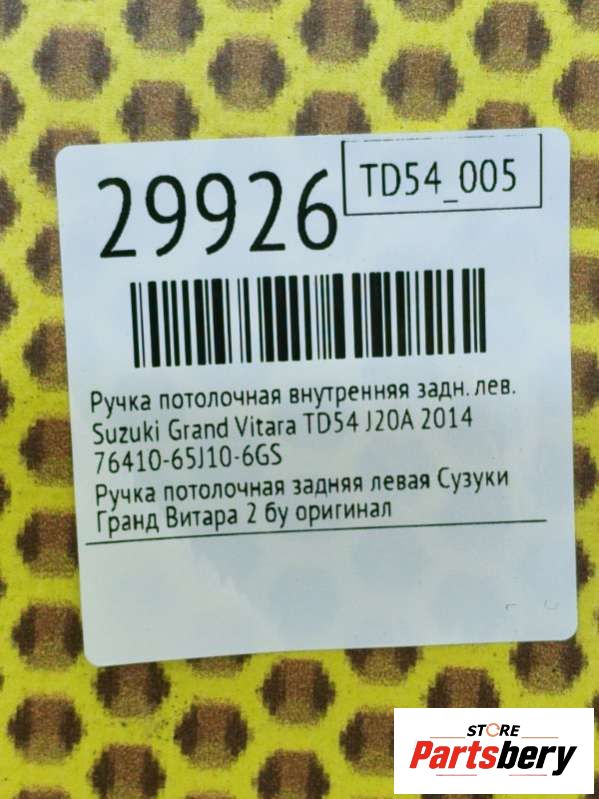 29926
TD54_005
Ручка потолочная внутренняя задн. лев.
Suzuki Grand Vitara TD54 J20A 2014
76410-65J10-6GS
Ручка потолочная задняя левая Сузуки
Гранд Витара 2 бу оригинал
STORE
Partsbery